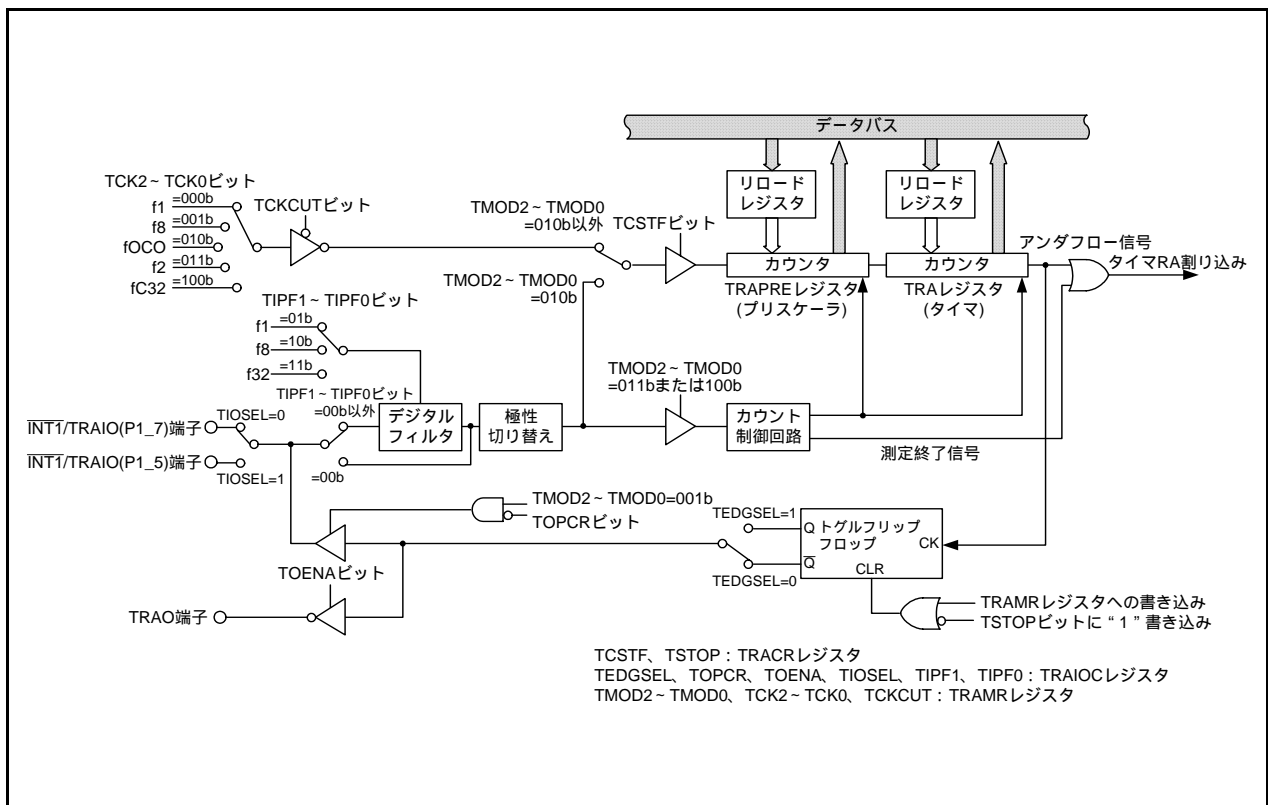 データバス
リロード
レジスタ
リロード
レジスタ
TCK2～TCK0ビット
f1 =000b
f8 =001b
fOCO =010b
f2 =011b
fC32 =100b
TCKCUTビット
TMOD2～TMOD0
=010b以外
TCSTFビット
TMOD2～TMOD0
=010b
カウンタ
TRAPREレジスタ
(プリスケーラ)
カウンタ
TRAレジスタ
(タイマ)
アンダフロー信号
タイマRA割り込み
TIPF1～TIPF0ビット
f1 =01b
f8 =10b
f32 =11b
TIPF1～TIPF0ビット
=00b以外
=00b
TIOSEL=0
INT1/TRAIO(P1_7)端子
INT1/TRAIO(P1_5)端子
TIOSEL=1
デジタル
フィルタ
極性
切り替え
TMOD2～TMOD0
=011bまたは100b
カウント
制御回路
測定終了信号
TMOD2～TMOD0=001b
TOPCRビット
TEDGSEL=1
TEDGSEL=0
Q トグルフリップ
フロップ
CK
Q
CLR
TOENAビット
TRAO端子
TRAMRレジスタへの書き込み
TSTOPビットに“1”書き込み
TCSTF、TSTOP：TRACRレジスタ
TEDGSEL、TOPCR、TOENA、TIOSEL、TIPF1、TIPF0：TRAIOCレジスタ
TMOD2～TMOD0、TCK2～TCK0、TCKCUT：TRAMRレジスタ